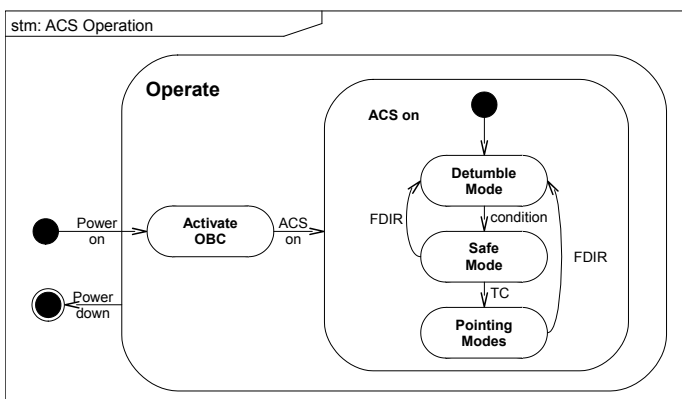 stm: ACS Operation
Operate
ACS on
Detumble
Mode
FDIR
condition
Power
on
Activate
OBC
ACS
on
Safe
Mode
FDIR
Power
down
TC
Pointing
Modes